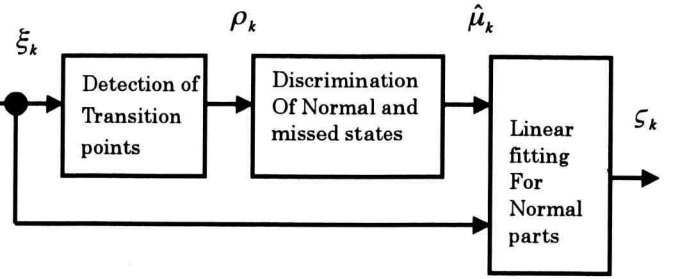 ξₖ
ρₖ
μ̂ₖ
Detection of
Transition
points
Discrimination
Of Normal and
missed states
Linear
fitting
For
Normal
parts
ςₖ